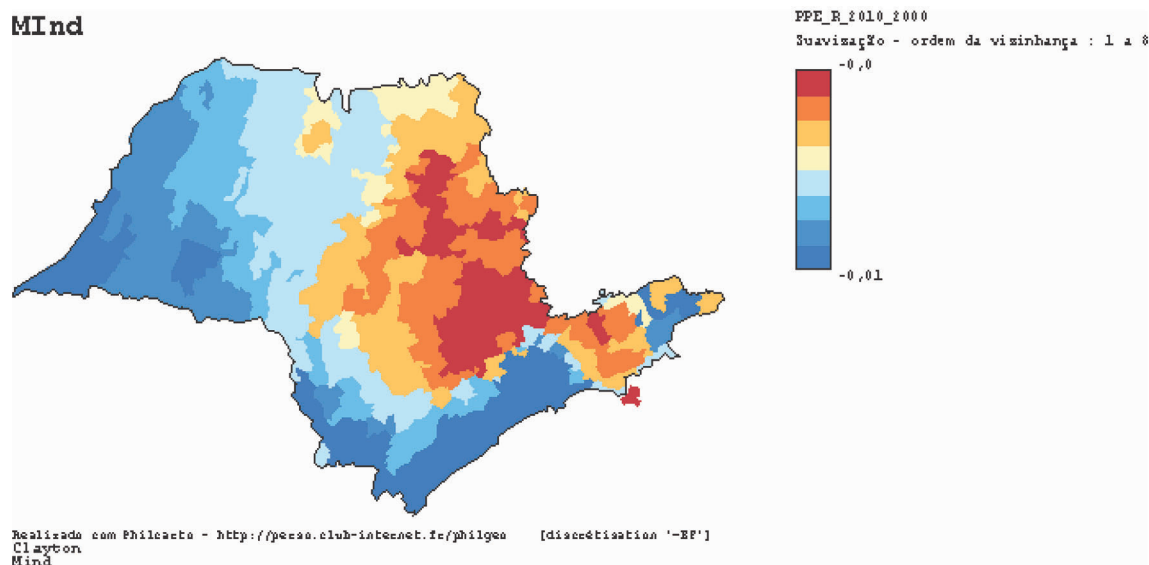 MInd
PPE_R_2010_2000
Suavização - ordem da visinhança : 1 a 8
-0,0
-0,01
Realizado com Philcarto - http://perso.club-internet.fr/philgeo [discrétisation '-EF']
Clayton
Mind